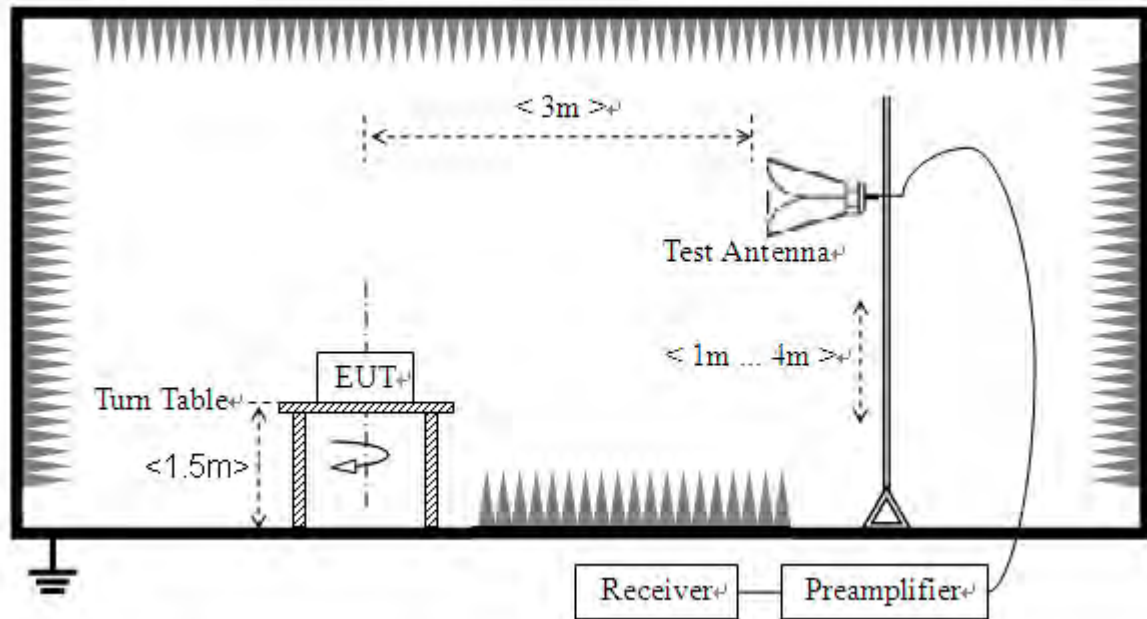 < 3m >
Test Antenna
< 1m ... 4m >
EUT
Turn Table
<1.5m>
Receiver
Preamplifier